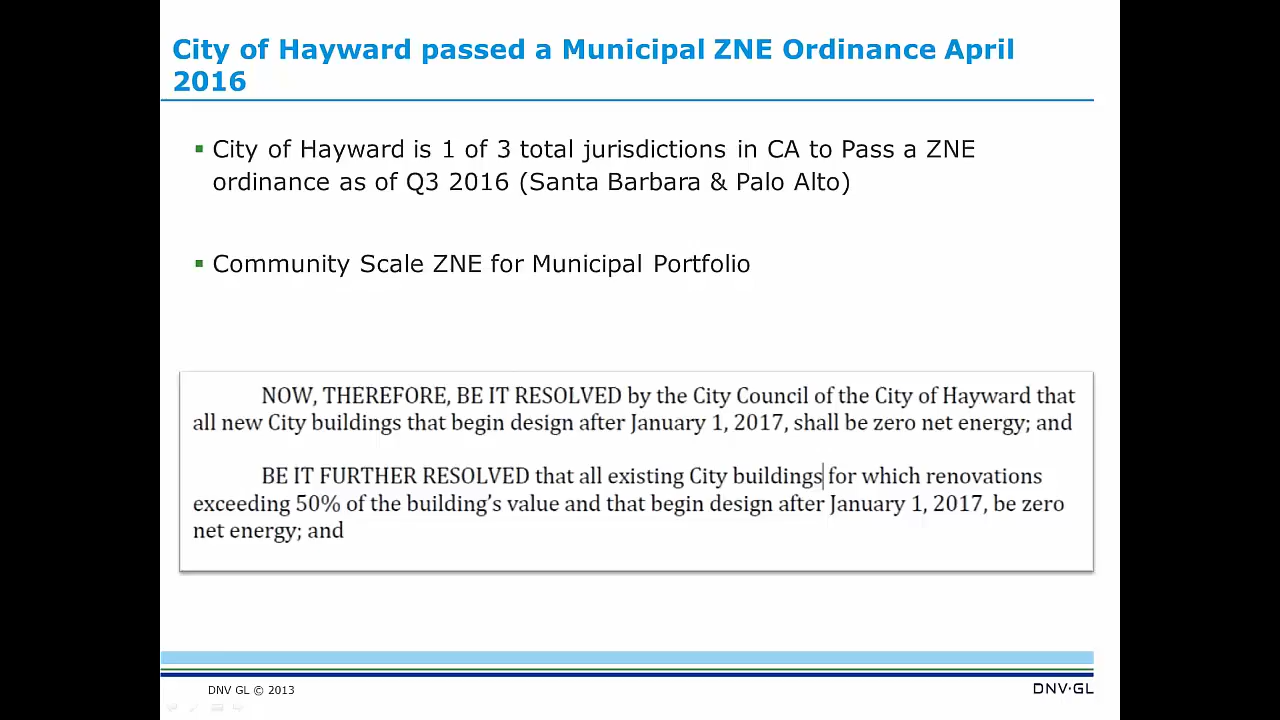 City of Hayward passed a Municipal ZNE Ordinance April
2016
▪ City of Hayward is 1 of 3 total jurisdictions in CA to Pass a ZNE
ordinance as of Q3 2016 (Santa Barbara & Palo Alto)
▪ Community Scale ZNE for Municipal Portfolio
NOW, THEREFORE, BE IT RESOLVED by the City Council of the City of Hayward that
all new City buildings that begin design after January 1, 2017, shall be zero net energy; and
BE IT FURTHER RESOLVED that all existing City buildings for which renovations
exceeding 50% of the building's value and that begin design after January 1, 2017, be zero
net energy; and
DNV GL © 2013
DNV·GL